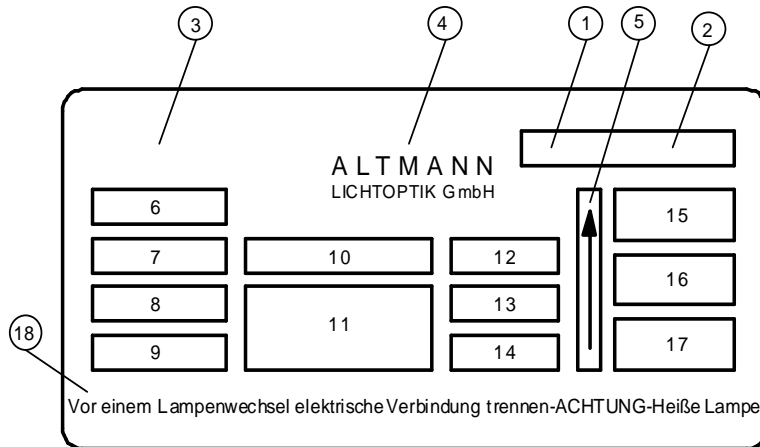 3 4 1 5 2
ALTMANN
LICHTOPTIK GmbH
6 15
7 10 12
16
8 11 13
9 14 17
18
Vor einem Lampenwechsel elektrische Verbindung trennen-ACHTUNG-Heiße Lampe